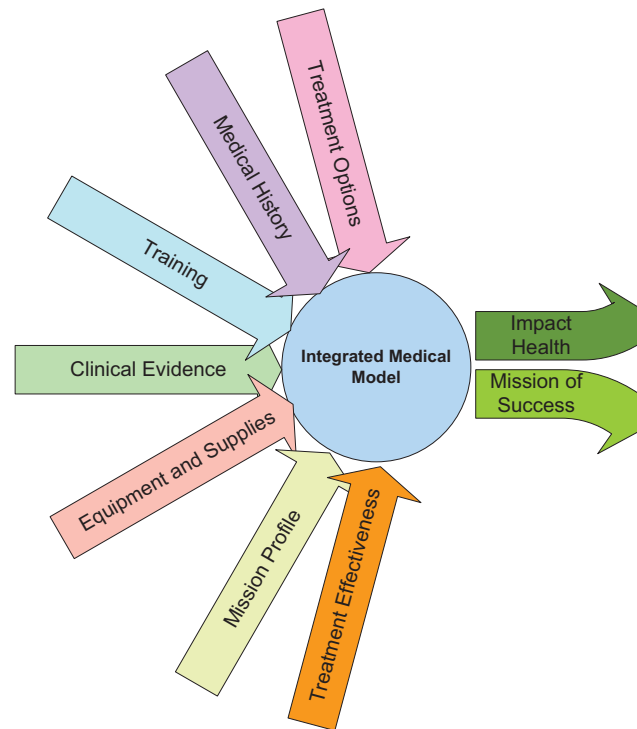 Treatment Options
Medical History
Training
Clinical Evidence
Equipment and Supplies
Mission Profile
Treatment Effectiveness
Integrated Medical
Model
Impact
Health
Mission of
Success